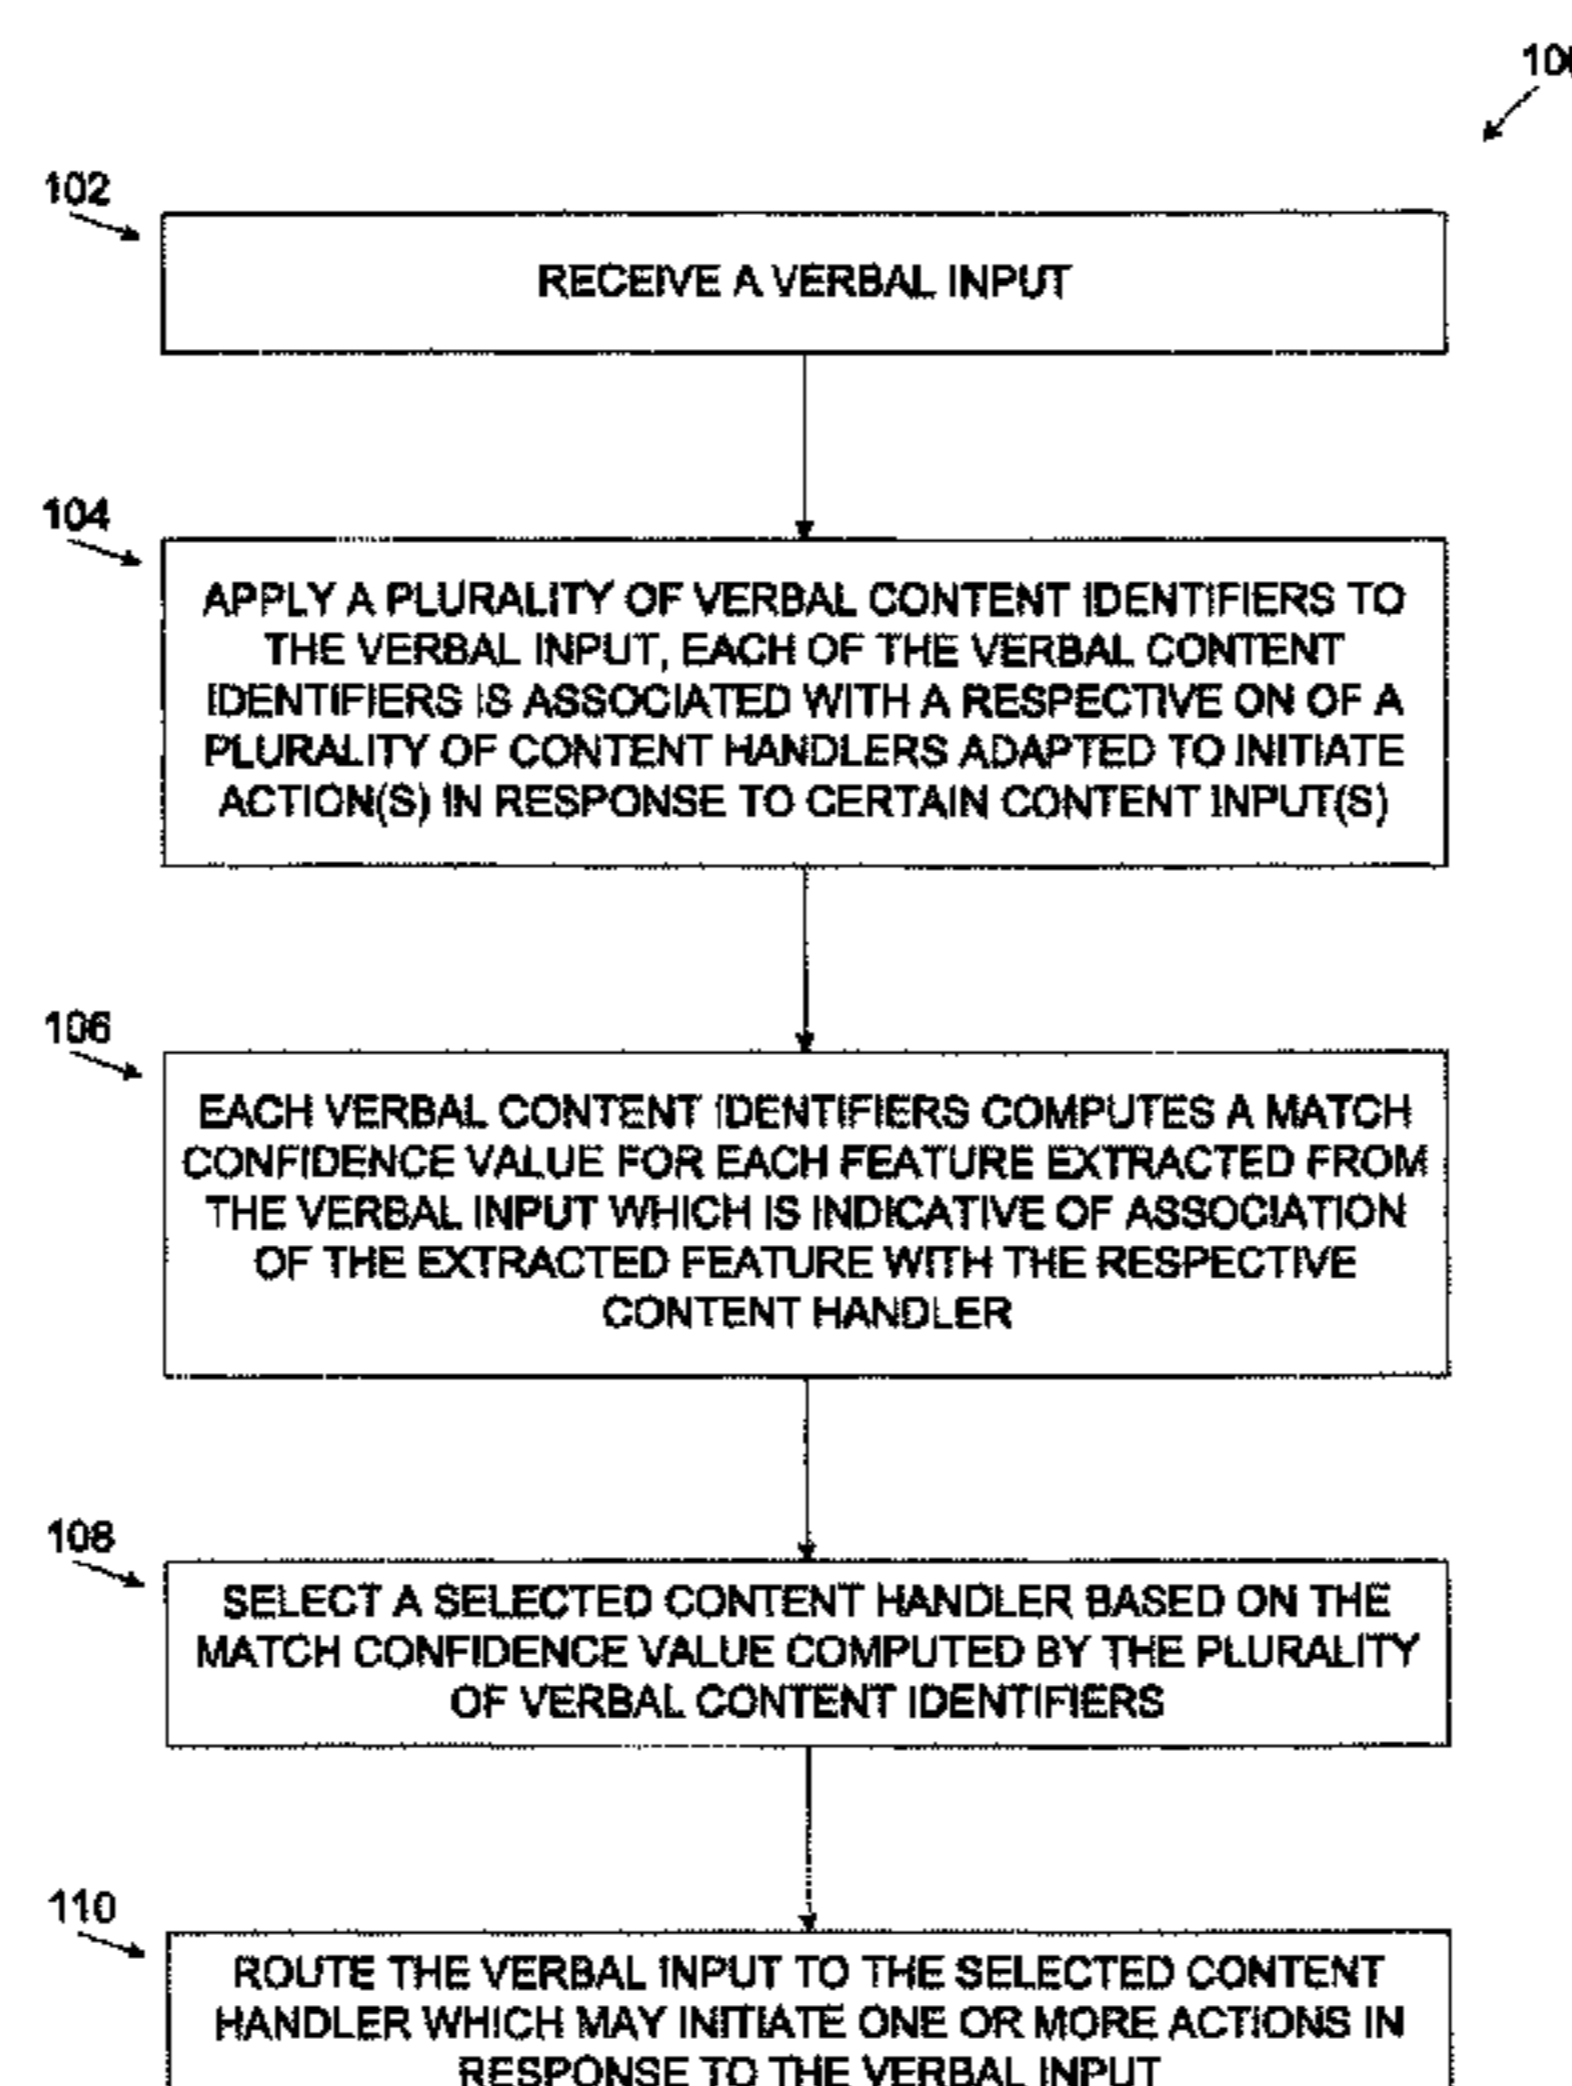 102
RECEIVE A VERBAL INPUT
104
APPLY A PLURALITY OF VERBAL CONTENT IDENTIFIERS TO
THE VERBAL INPUT, EACH OF THE VERBAL CONTENT
IDENTIFIERS IS ASSOCIATED WITH A RESPECTIVE ON OF A
PLURALITY OF CONTENT HANDLERS ADAPTED TO INITIATE
ACTION(S) IN RESPONSE TO CERTAIN CONTENT INPUT(S)
106
EACH VERBAL CONTENT IDENTIFIERS COMPUTES A MATCH
CONFIDENCE VALUE FOR EACH FEATURE EXTRACTED FROM
THE VERBAL INPUT WHICH IS INDICATIVE OF ASSOCIATION
OF THE EXTRACTED FEATURE WITH THE RESPECTIVE
CONTENT HANDLER
108
SELECT A SELECTED CONTENT HANDLER BASED ON THE
MATCH CONFIDENCE VALUE COMPUTED BY THE PLURALITY
OF VERBAL CONTENT IDENTIFIERS
110
ROUTE THE VERBAL INPUT TO THE SELECTED CONTENT
HANDLER WHICH MAY INITIATE ONE OR MORE ACTIONS IN
RESPONSE TO THE VERBAL INPUT